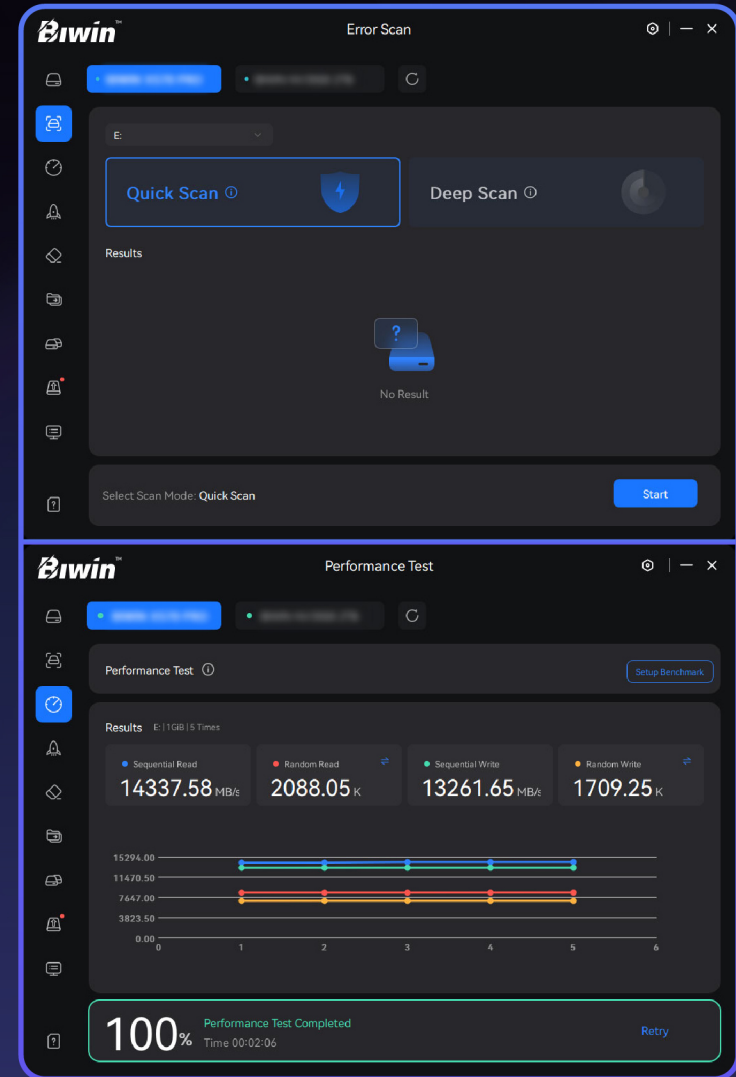 Biwin™
Error Scan
E:
Quick Scan
Deep Scan
Results
?
No Result
Select Scan Mode: Quick Scan
Start
Biwin™
Performance Test
Performance Test
Setup Benchmark
Results E: | 1GiB | 5 Times
Sequential Read
14337.58 MB/s
Random Read
2088.05 K
Sequential Write
13261.65 MB/s
Random Write
1709.25 K
15294.00
11470.50
7647.00
3823.50
0.00
0 1 2 3 4 5 6
100%
Performance Test Completed
Time 00:02:06
Retry